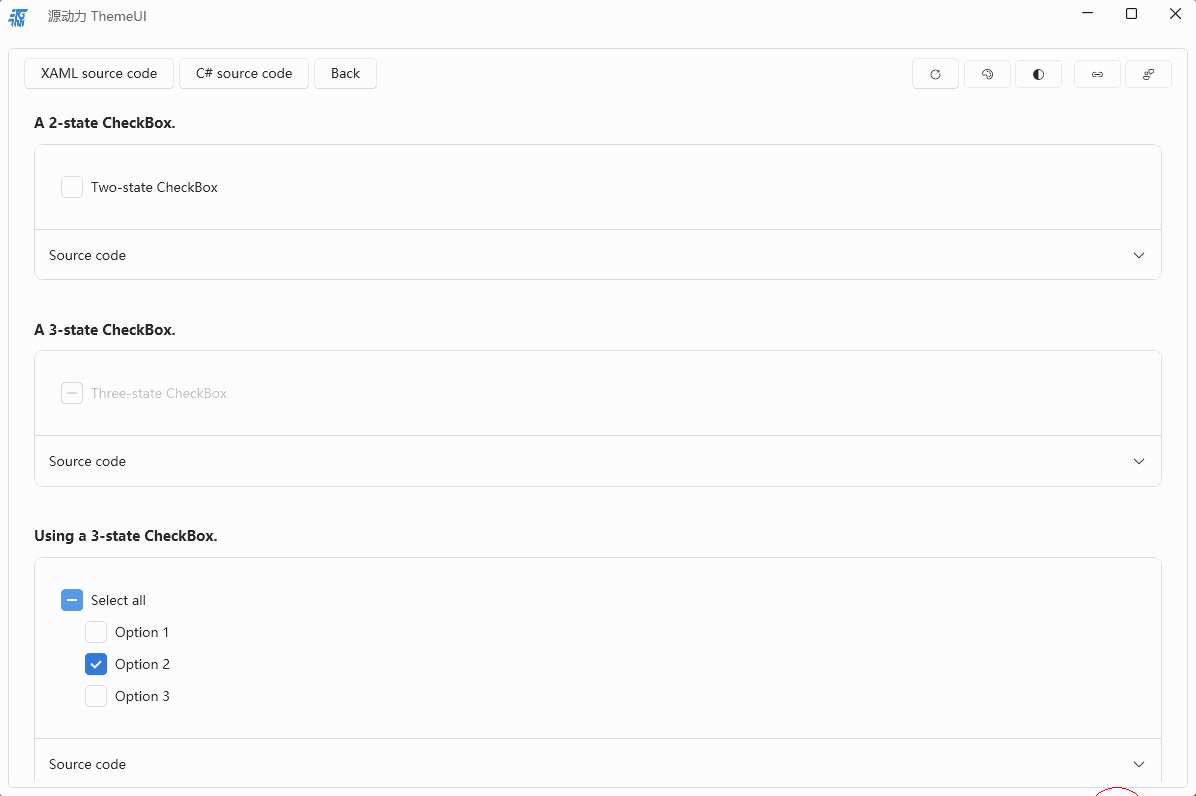 源动力 ThemeUI
XAML source code C# source code Back
A 2-state CheckBox.
Two-state CheckBox
Source code
A 3-state CheckBox.
Three-state CheckBox
Source code
Using a 3-state CheckBox.
Select all
Option 1
Option 2
Option 3
Source code